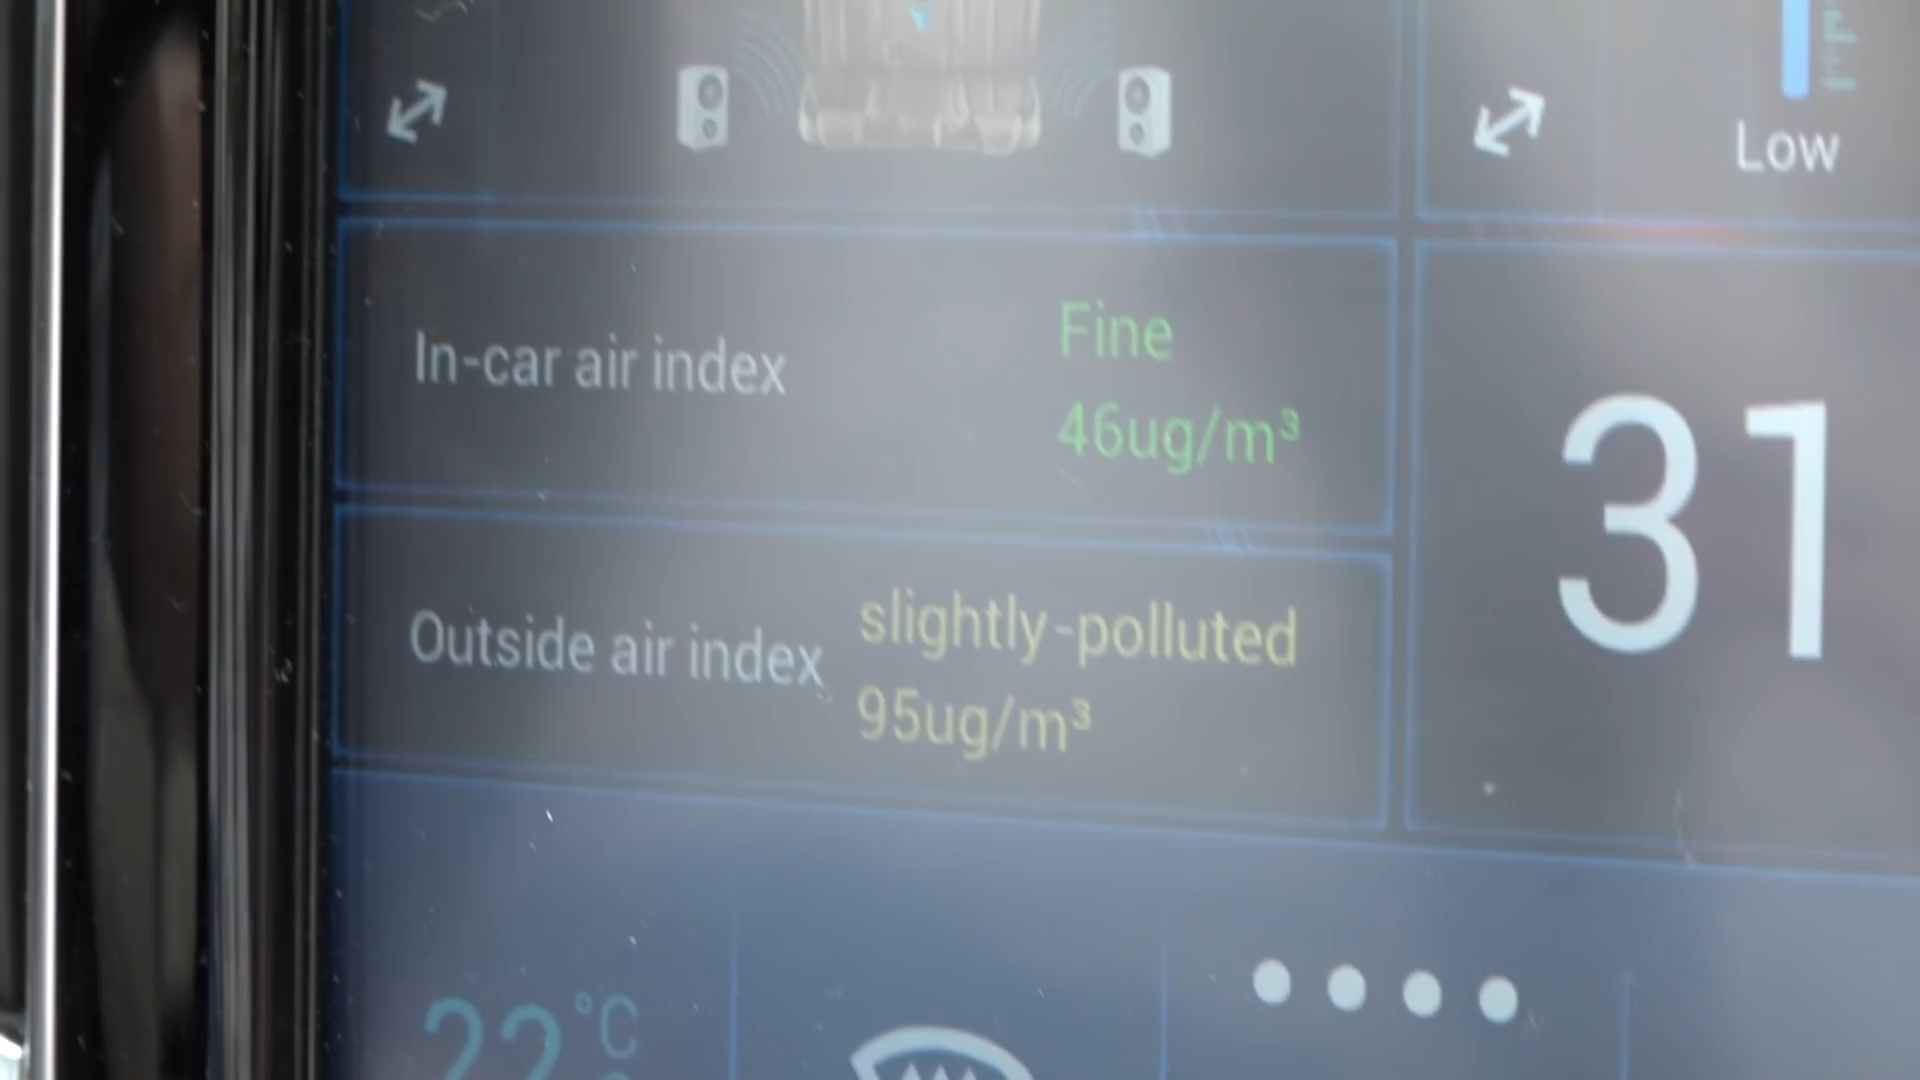 Low
In-car air index
Fine
46ug/m³
31
Outside air index
slightly-polluted
95ug/m³
22°C